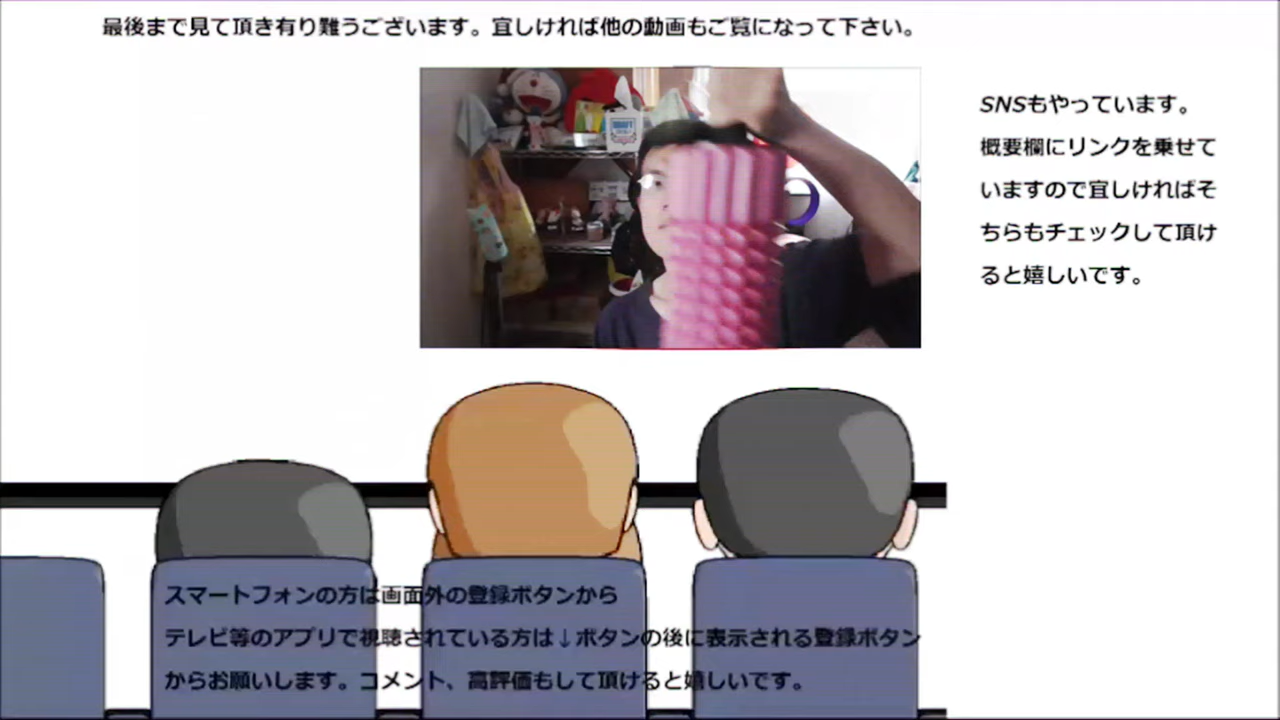 最後まで見て頂き有り難うございます。宜しければ他の動画もご覧になって下さい。
SNSもやっています。
概要欄にリンクを乗せて
いますので宜しければそ
ちらもチェックして頂け
ると嬉しいです。
スマートフォンの方は画面外の登録ボタンから
テレビ等のアプリで視聴されている方は↓ボタンの後に表示される登録ボタン
からお願いします。コメント、高評価もして頂けると嬉しいです。